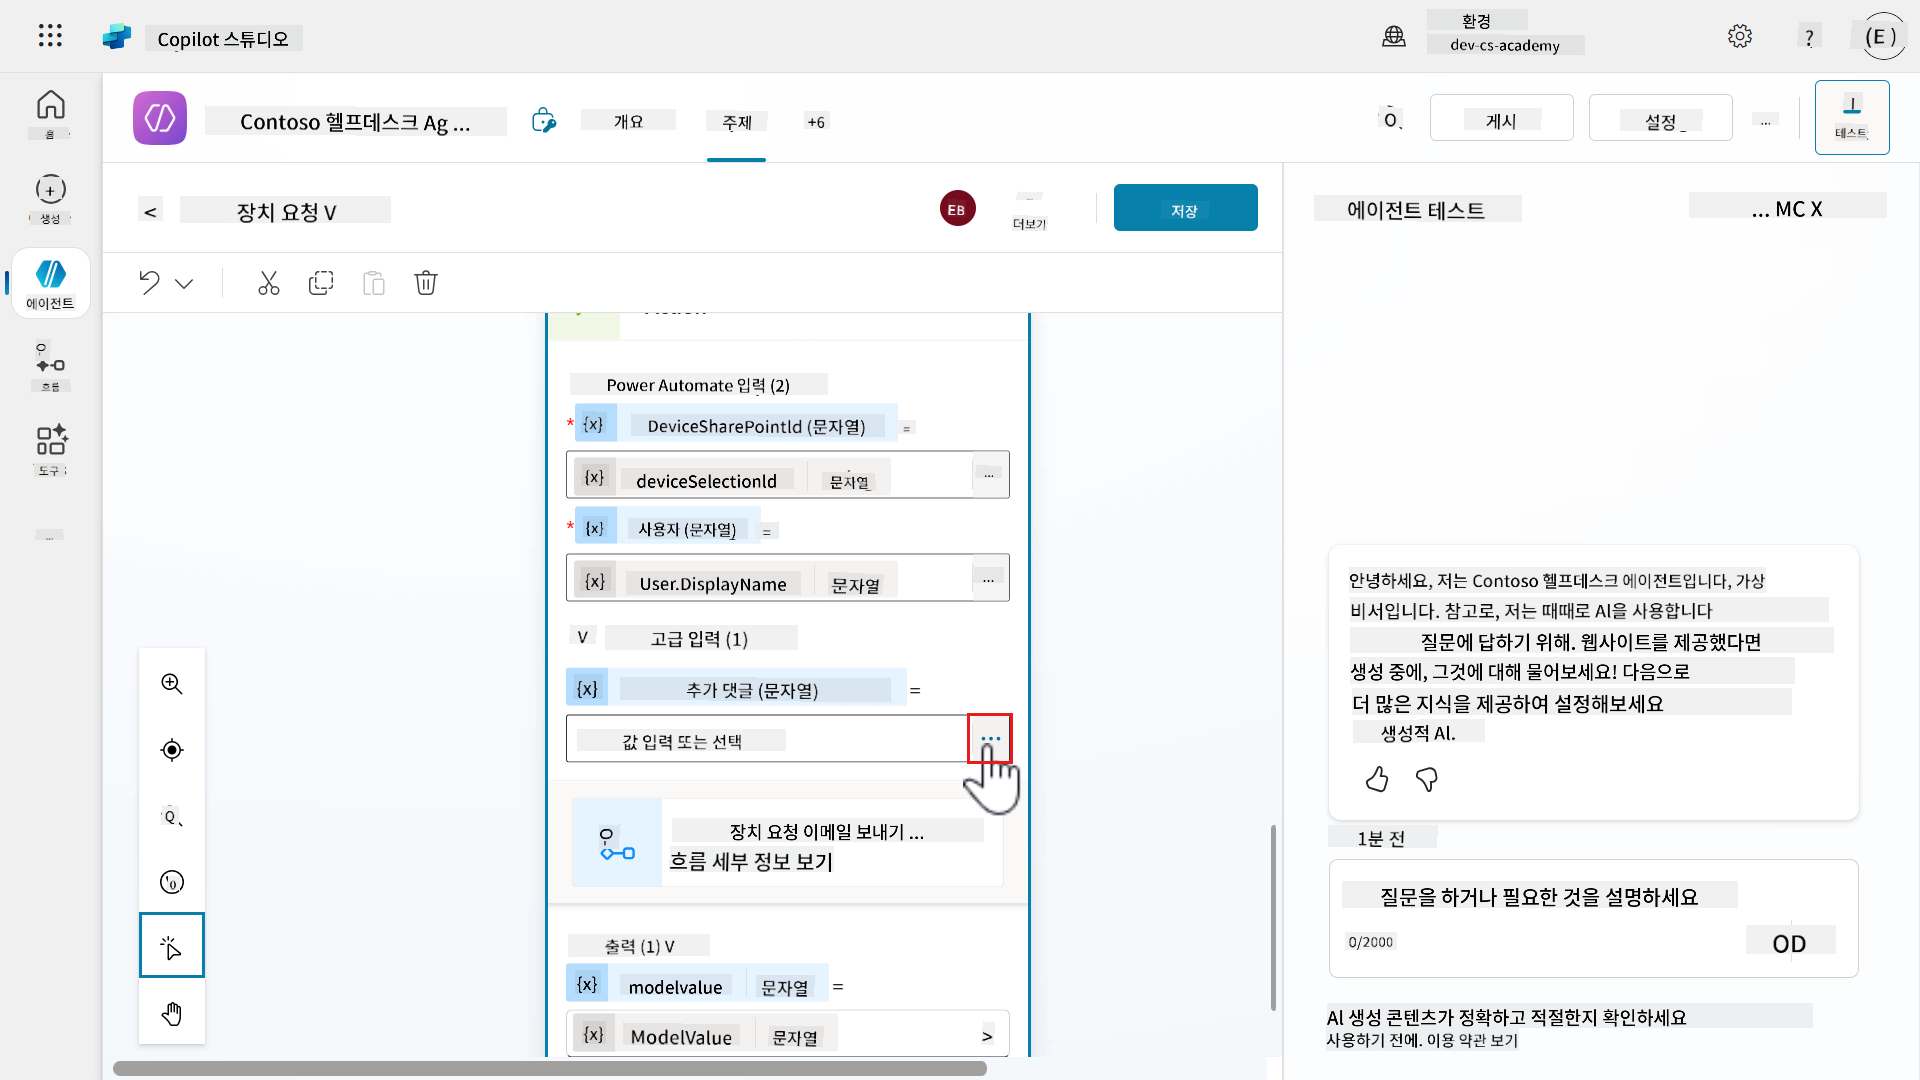 Copilot 스튜디오
환경
dev-cs-academy
?
(E )
홈
생성
에이전트
흐름
도구
Contoso 헬프데스크 Ag ...
개요
주제
+6
게시
설정
...
테스트
<
장치 요청 V
EB
더보기
저장
에이전트 테스트
... MC X
Power Automate 입력 (2)
* {x} DeviceSharePointld (문자열) =
{x} deviceSelectionld 문자열 ...
* {x} 사용자 (문자열) =
{x} User.DisplayName 문자열 ...
V 고급 입력 (1)
{x} 추가 댓글 (문자열) =
값 입력 또는 선택 ...
장치 요청 이메일 보내기 ...
흐름 세부 정보 보기
출력 (1) V
{x} modelvalue 문자열 =
{x} ModelValue 문자열 >
안녕하세요, 저는 Contoso 헬프데스크 에이전트입니다, 가상
비서입니다. 참고로, 저는 때때로 Al을 사용합니다
질문에 답하기 위해. 웹사이트를 제공했다면
생성 중에, 그것에 대해 물어보세요! 다음으로
더 많은 지식을 제공하여 설정해보세요
생성적 Al.
1분 전
질문을 하거나 필요한 것을 설명하세요
0/2000
OD
Al 생성 콘텐츠가 정확하고 적절한지 확인하세요
사용하기 전에. 이용 약관 보기